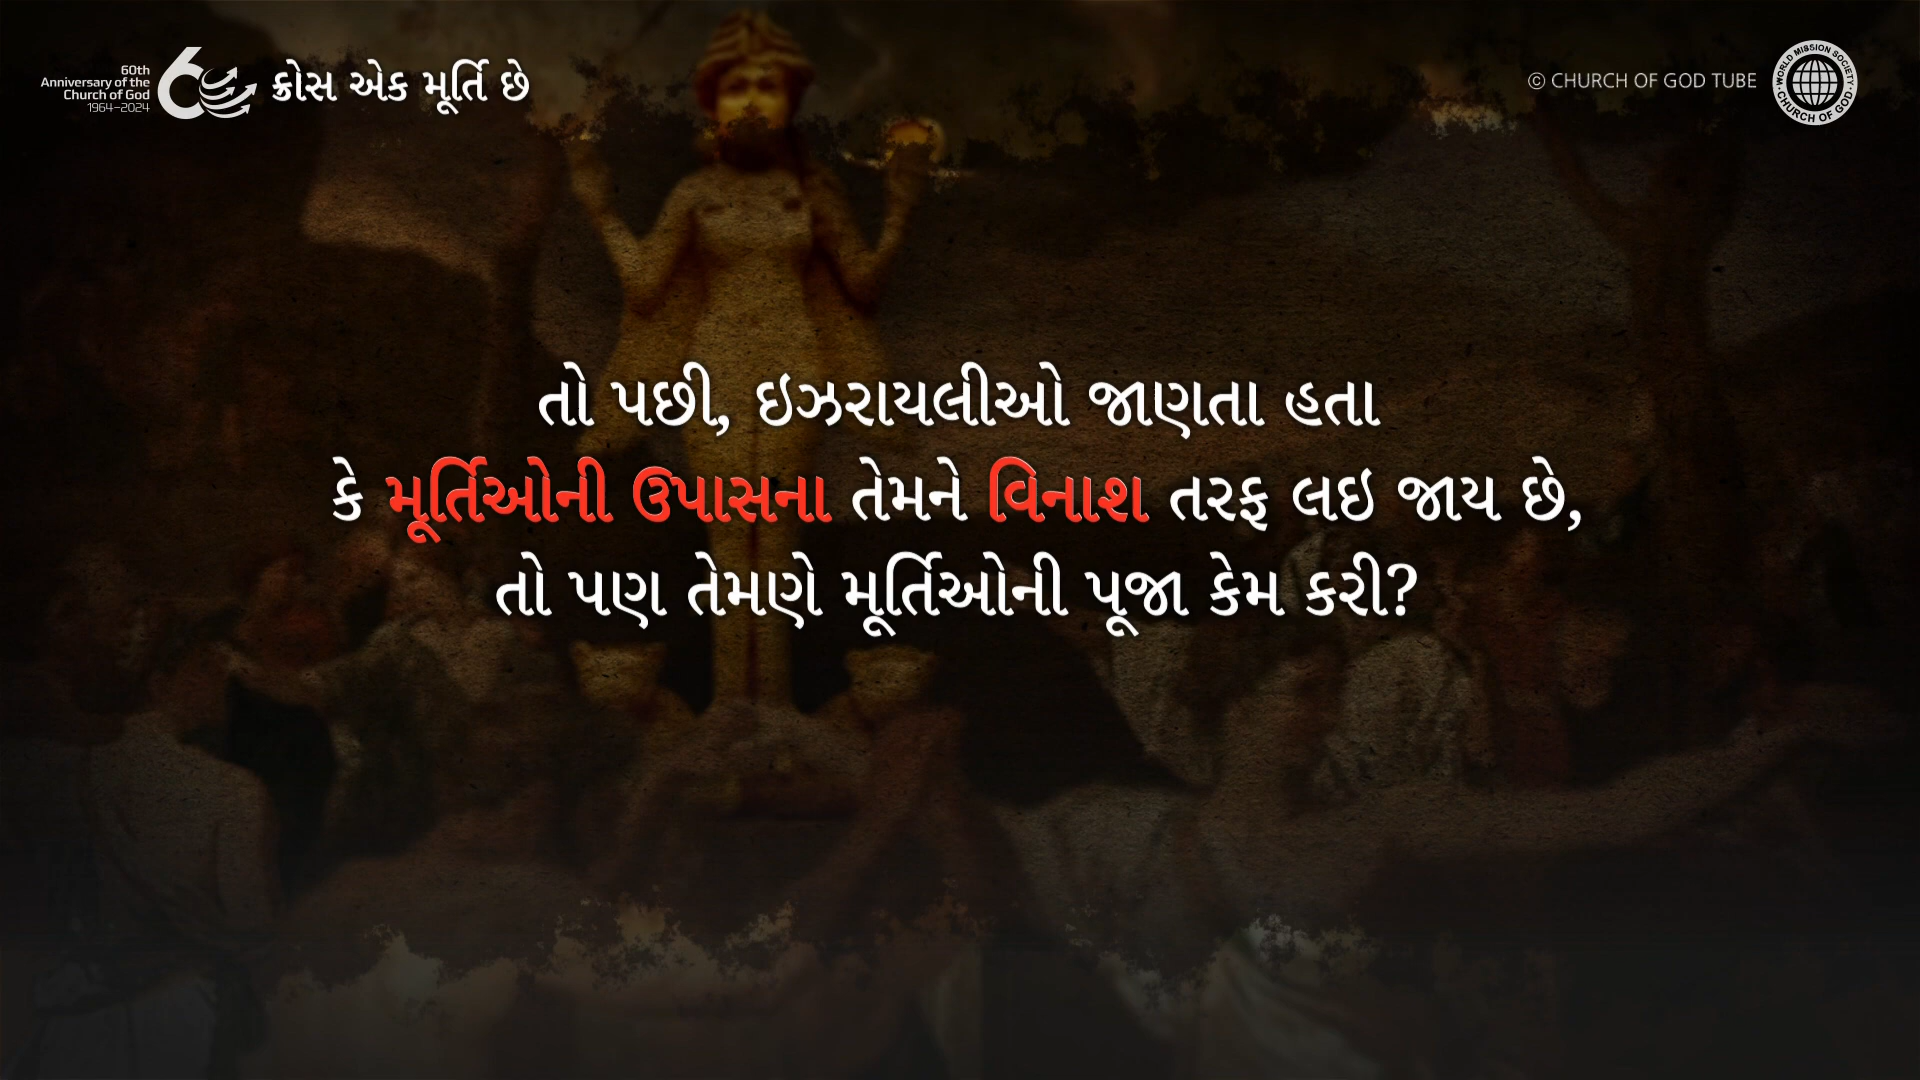 60th
Anniversary of the
Church of God
1964–2024
60
ક્રોસ એક મૂર્તિ છે
© CHURCH OF GOD TUBE
WORLD MISSION SOCIETY
CHURCH OF GOD
તો પછી, ઇઝરાયલીઓ જાણતા હતા
કે મૂર્તિઓની ઉપાસના તેમને વિનાશ તરફ લઇ જાય છે,
તો પણ તેમણે મૂર્તિઓની પૂજા કેમ કરી?